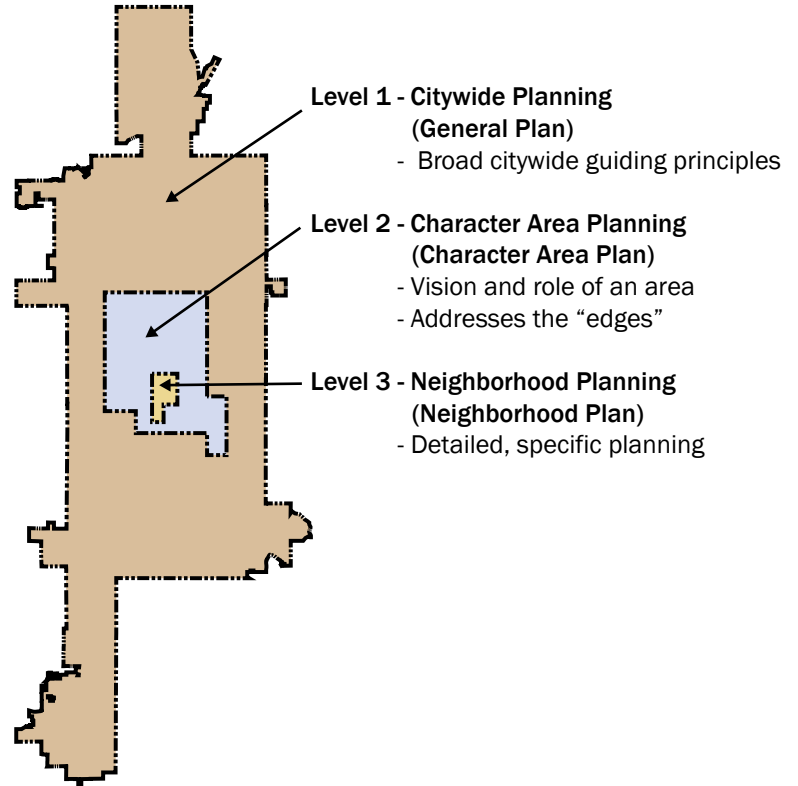 Level 1 - Citywide Planning
(General Plan)
- Broad citywide guiding principles
Level 2 - Character Area Planning
(Character Area Plan)
- Vision and role of an area
- Addresses the “edges”
Level 3 - Neighborhood Planning
(Neighborhood Plan)
- Detailed, specific planning